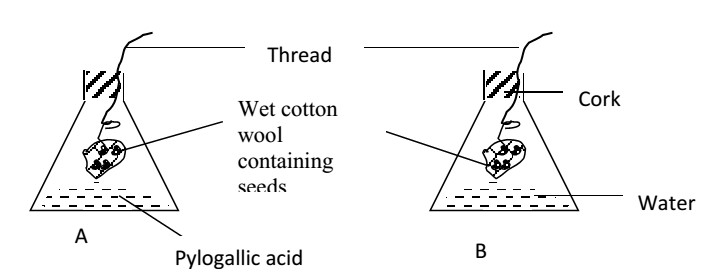 Thread
Cork
Wet cotton
wool
containing
seeds
Water
A
Pylogallic acid
B